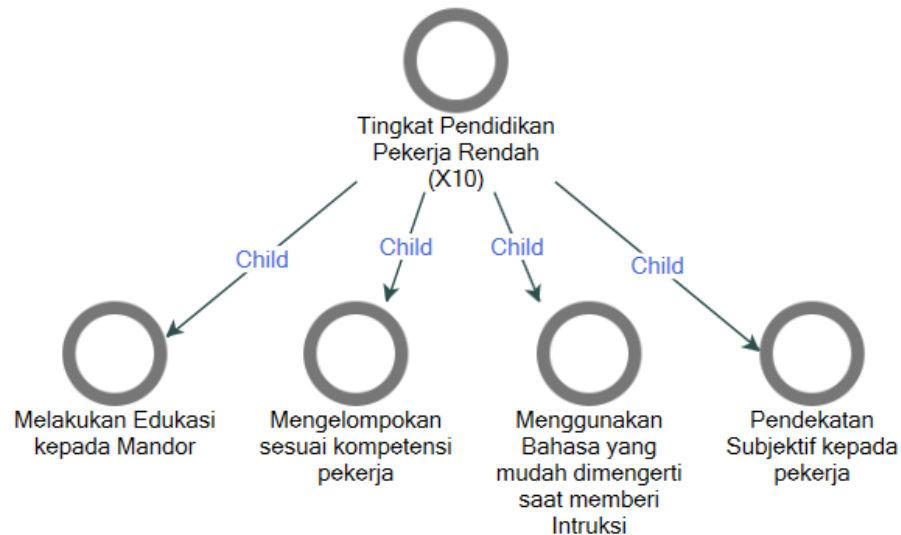 Tingkat Pendidikan
Pekerja Rendah
(X10)
Child
Child
Child
Child
Melakukan Edukasi
kepada Mandor
Mengelompokan
sesuai kompetensi
pekerja
Menggunakan
Bahasa yang
mudah dimengerti
saat memberi
Intruksi
Pendekatan
Subjektif kepada
pekerja